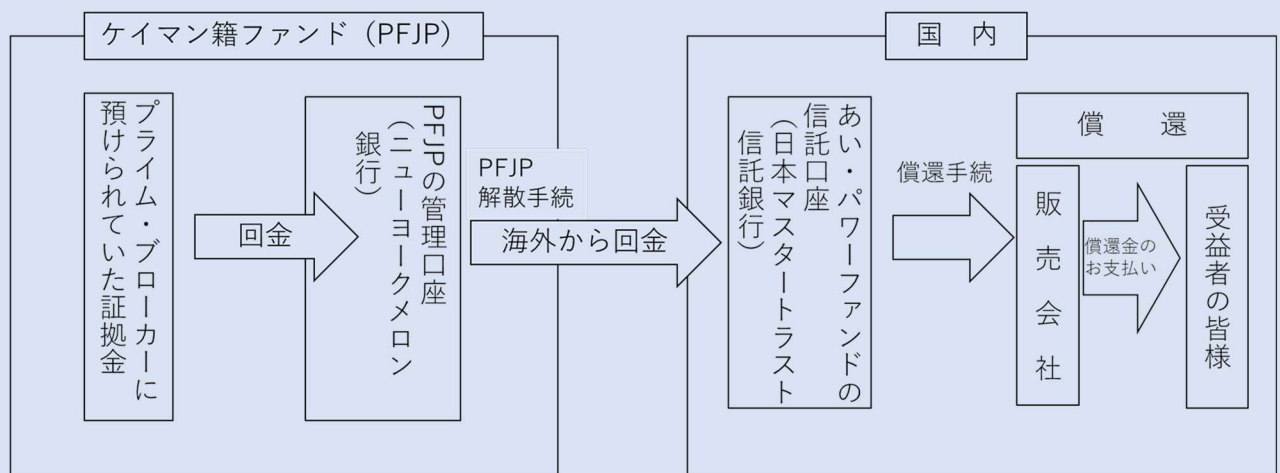 ケイマン籍ファンド（PFJP）
プライム・ブローカーに
預けられていた証拠金
回金
PFJPの管理口座
（ニューヨークメロン
銀行）
PFJP
解散手続
海外から回金
国　内
あい・パワーファンドの
信託口座
（日本マスタートラスト
信託銀行）
償還手続
償　還
販売会社
償還金の
お支払い
受益者の皆様